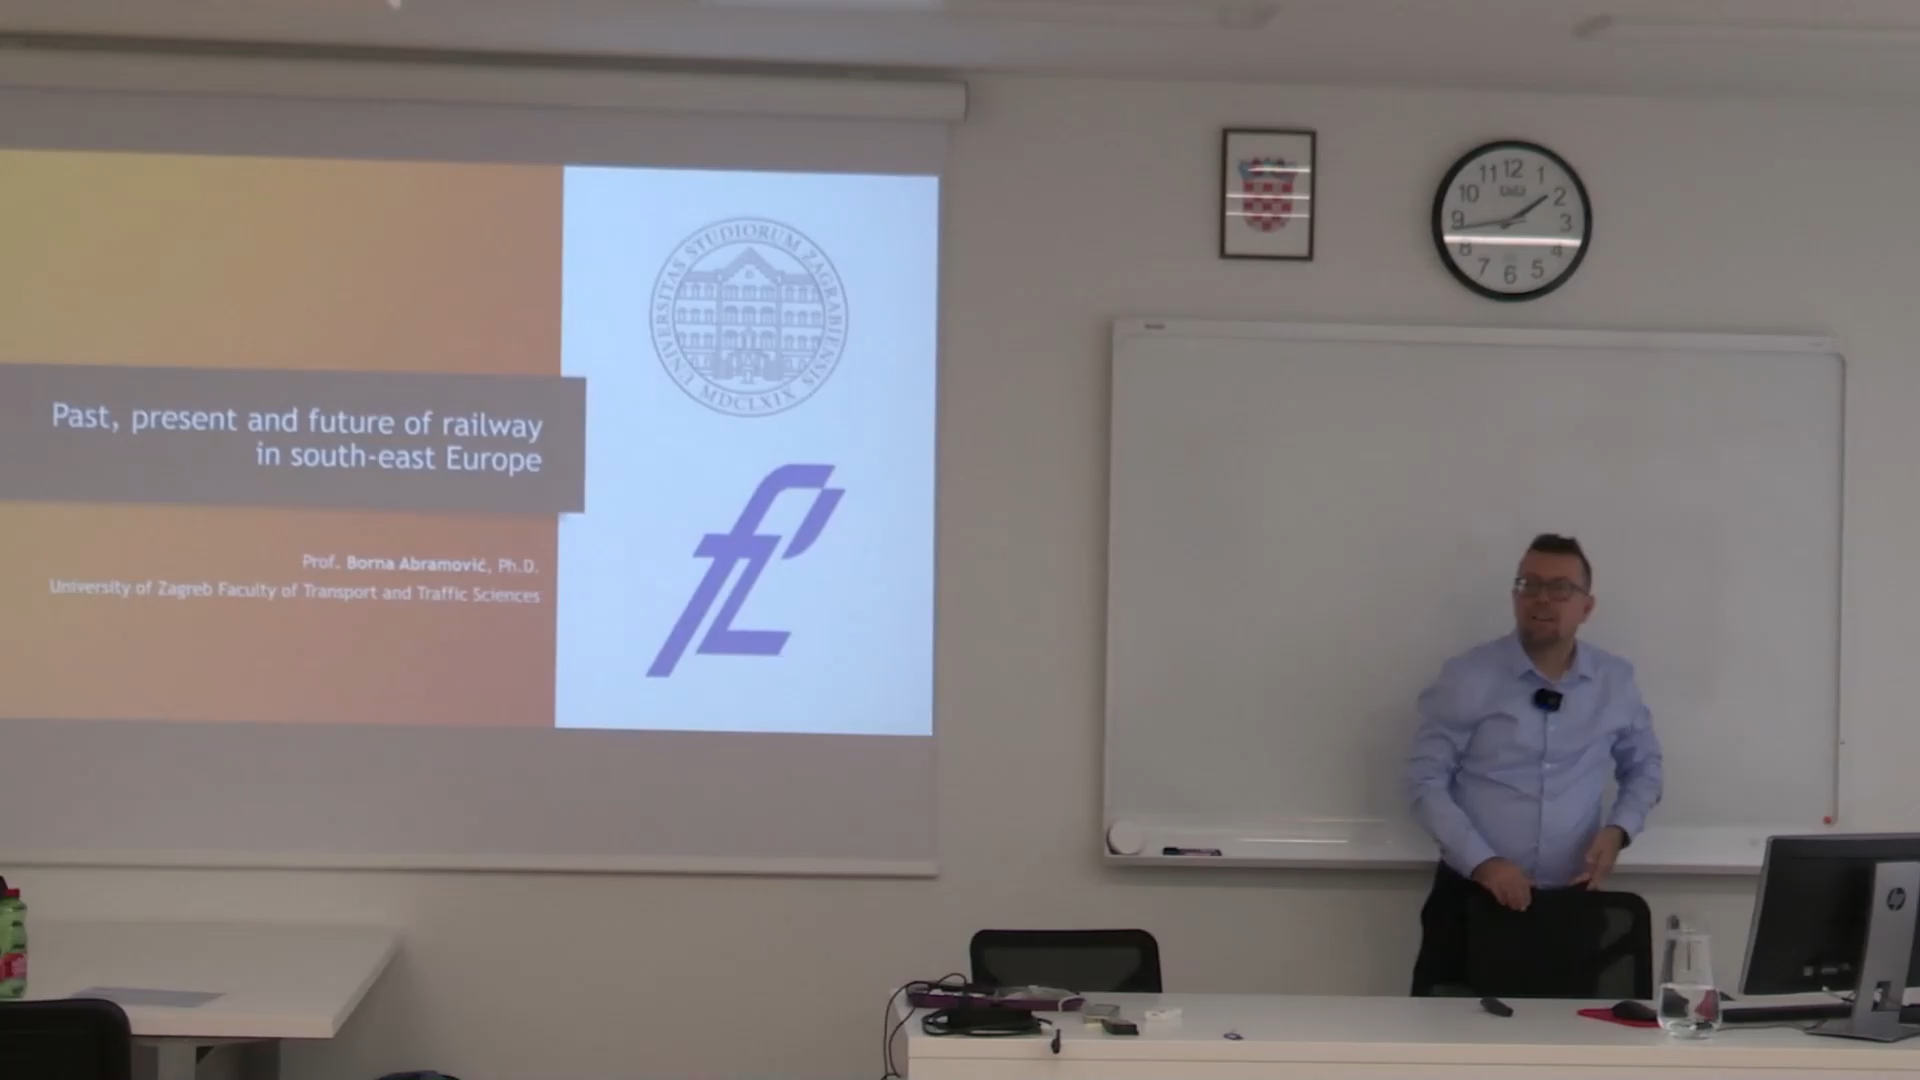 Past, present and future of railway
in south-east Europe
Prof. Borna Abramović, Ph.D.
University of Zagreb Faculty of Transport and Traffic Sciences
UNIVERSITAS STUDIORUM ZAGRABIENSIS
MDCLXIX
11 12 1
10 2
9 3
8 4
7 6 5
hp